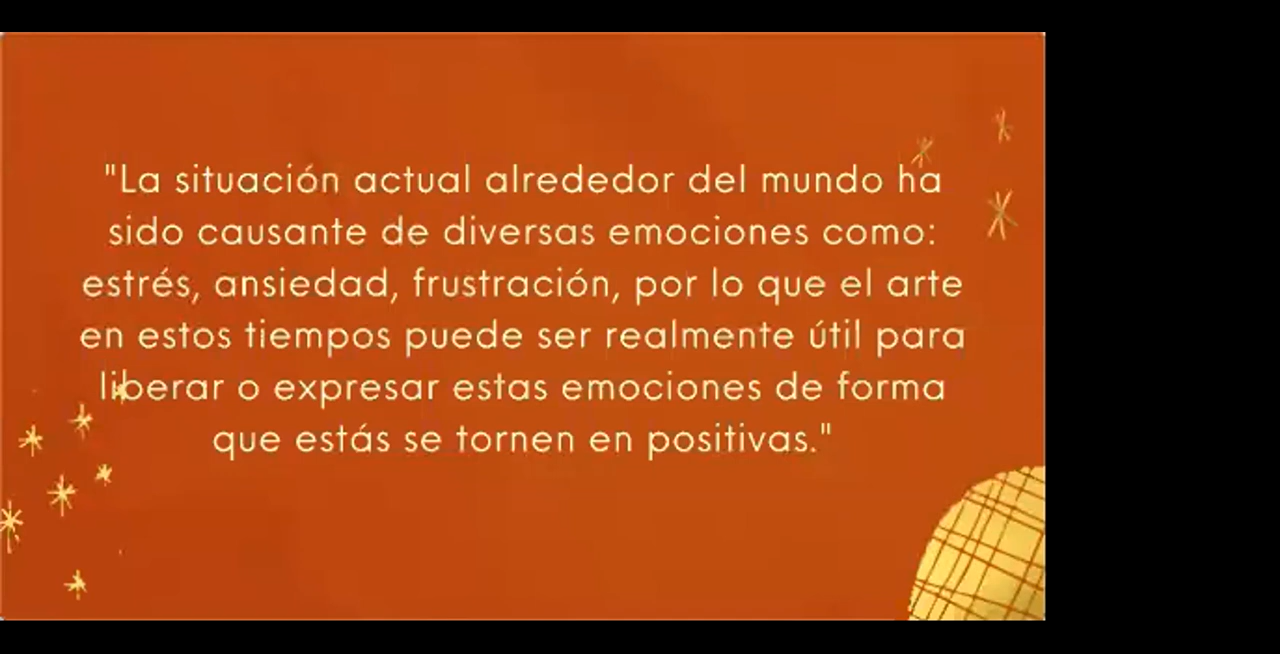 "La situación actual alrededor del mundo ha
sido causante de diversas emociones como:
estrés, ansiedad, frustración, por lo que el arte
en estos tiempos puede ser realmente útil para
liberar o expresar estas emociones de forma
que estás se tornen en positivas."